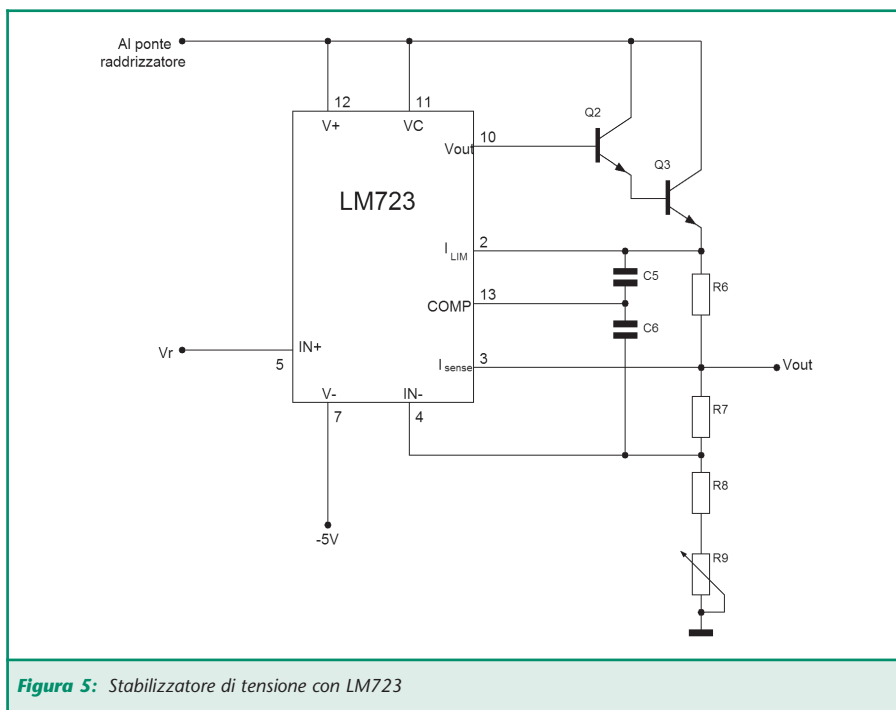 Al ponte
raddrizzatore
12
11
V+
VC
Q2
Vout
10
Q3
LM723
I LIM
2
C5
R6
COMP
13
C6
Vr
IN+
5
I sense
3
Vout
V-
IN-
7
4
R7
R8
-5V
R9
Figura 5: Stabilizzatore di tensione con LM723